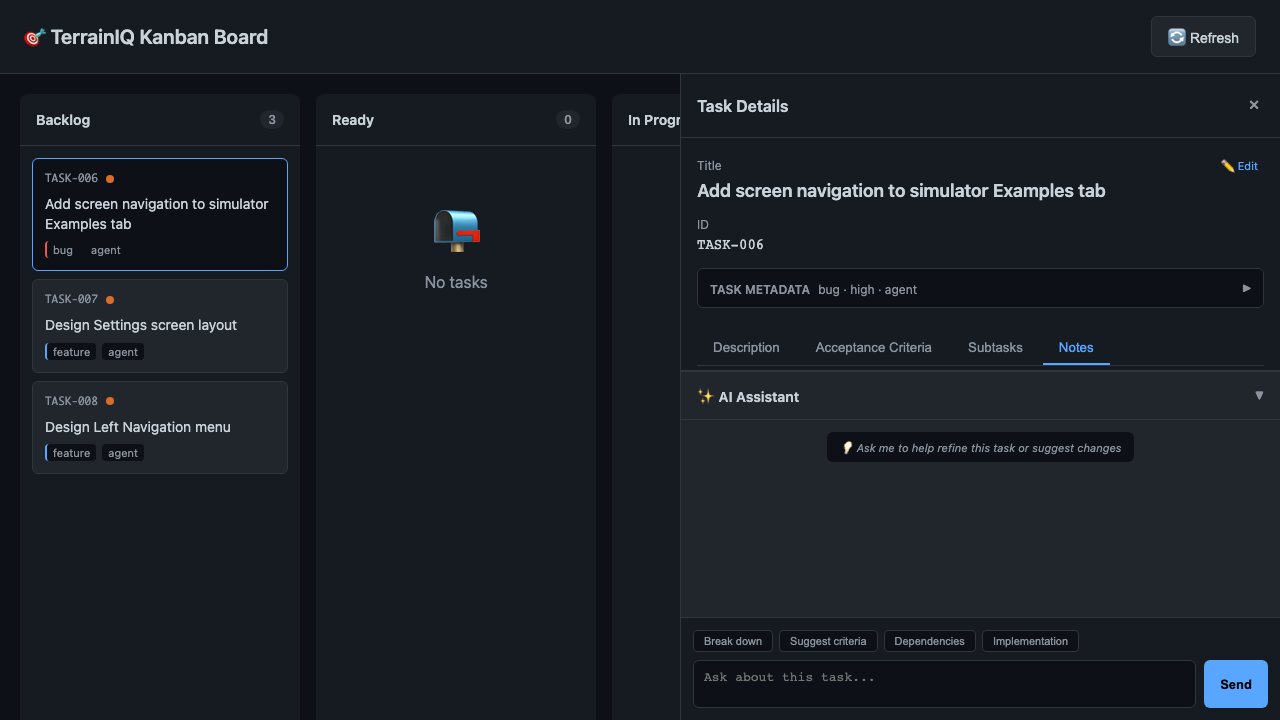 TerrainIQ Kanban Board
Refresh
Backlog
3
TASK-006
Add screen navigation to simulator
Examples tab
bug
agent
TASK-007
Design Settings screen layout
feature
agent
TASK-008
Design Left Navigation menu
feature
agent
Ready
0
No tasks
In Progr
Task Details
×
Title
Edit
Add screen navigation to simulator Examples tab
ID
TASK-006
TASK METADATA bug · high · agent
Description
Acceptance Criteria
Subtasks
Notes
AI Assistant
Ask me to help refine this task or suggest changes
Break down
Suggest criteria
Dependencies
Implementation
Ask about this task...
Send